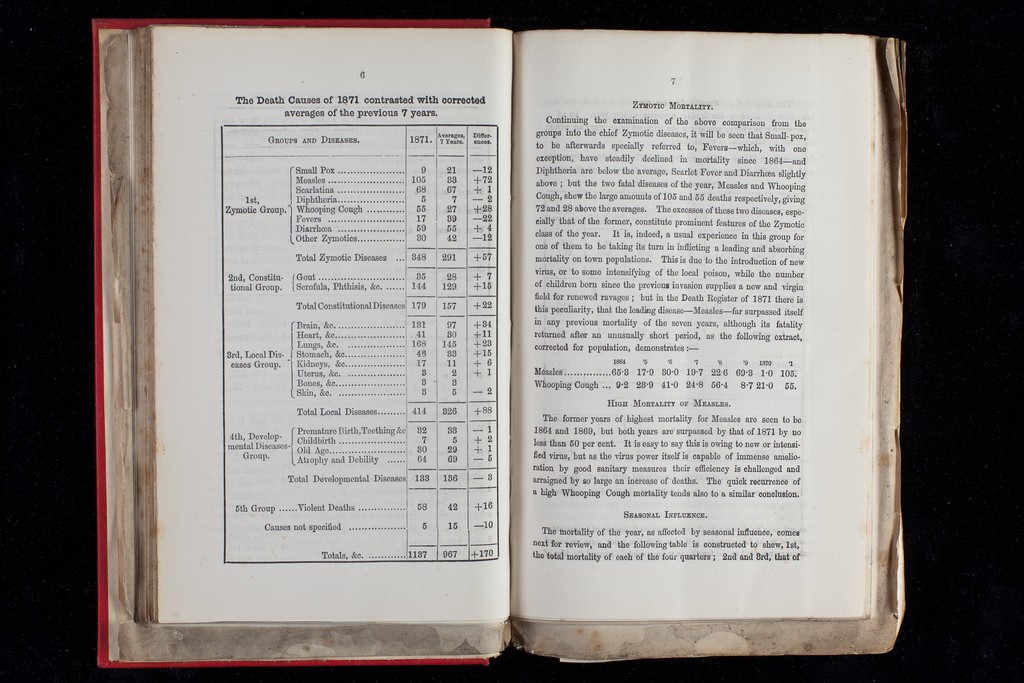 6
The Death Causes of 1871 contrasted with corrected
averages of the previous 7 years.
GROUPS AND DISEASES. 1871. Averages, 7 Years. Differences.
1st, Zymotic Group.
Small Pox 9 21 —12
Measles 105 33 +72
Scarlatina 68 67 + 1
Diphtheria 5 7 — 2
Whooping Cough 55 27 +28
Fevers 17 39 —22
Diarrhœa 59 55 + 4
Other Zymotics 30 42 —12
Total Zymotic Diseases ... 348 291 +57
2nd, Constitutional Group.
Gout 35 28 + 7
Scrofula, Phthisis, &c. 144 129 +15
Total Constitutional Diseases 179 157 +22
3rd, Local Diseases Group.
Brain, &c. 131 97 +34
Heart, &c. 41 30 +11
Lungs, &c. 168 145 +23
Stomach, &c. 48 33 +15
Kidneys, &c. 17 11 + 6
Uterus, &c. 3 2 + 1
Bones, &c. 3 3
Skin, &c. 3 5 — 2
Total Local Diseases 414 326 +88
4th, Developmental Diseases Group.
Premature Birth, Teething &c 32 33 — 1
Childbirth 7 5 + 2
Old Age 30 29 + 1
Atrophy and Debility 64 69 — 5
Total Developmental Diseases 133 136 — 3
5th Group ......Violent Deaths 58 42 +16
Causes not specified 5 15 —10
Totals, &c. 1137 967 +170
7
ZYMOTIC MORTALITY.
Continuing the examination of the above comparison from the
groups into the chief Zymotic diseases, it will be seen that Small-pox,
to be afterwards specially referred to, Fevers—which, with one
exception, have steadily declined in mortality since 1864—and
Diphtheria are below the average, Scarlet Fever and Diarrhœa slightly
above ; but the two fatal diseases of the year, Measles and Whooping
Cough, shew the large amounts of 105 and 55 deaths respectively, giving
72 and 28 above the averages. The excesses of these two diseases, espe-
cially that of the former, constitute prominent features of the Zymotic
class of the year. It is, indeed, a usual experience in this group for
one of them to be taking its turn in inflicting a leading and absorbing
mortality on town populations. This is due to the introduction of new
virus, or to some intensifying of the local poison, while the number
of children born since the previous invasion supplies a new and virgin
field for renewed ravages ; but in the Death Register of 1871 there is
this peculiarity, that the leading disease—Measles—far surpassed itself
in any previous mortality of the seven years, although its fatality
returned after an unusually short period, as the following extract,
corrected for population, demonstrates :—
1864 '5 '6 '7 '8 '9 1870 '1
Measles...............65·3 17·9 30·0 19·7 22·6 69·3 1·0 105.
Whooping Cough ... 9·2 23·9 41·0 24·8 56·4 8·7 21·0 55.
HIGH MORTALITY OF MEASLES.
The former years of highest mortality for Measles are seen to be
1864 and 1869, but both years are surpassed by that of 1871 by no
less than 50 per cent. It is easy to say this is owing to new or intensi-
fied virus, but as the virus power itself is capable of immense amelio-
ration by good sanitary measures their efficiency is challenged and
arraigned by so large an increase of deaths. The quick recurrence of
a high Whooping Cough mortality tends also to a similar conclusion.
SEASONAL INFLUENCE.
The mortality of the year, as affected by seasonal influence, comes
next for review, and the following table is constructed to shew, 1st,
the total mortality of each of the four quarters ; 2nd and 3rd, that of